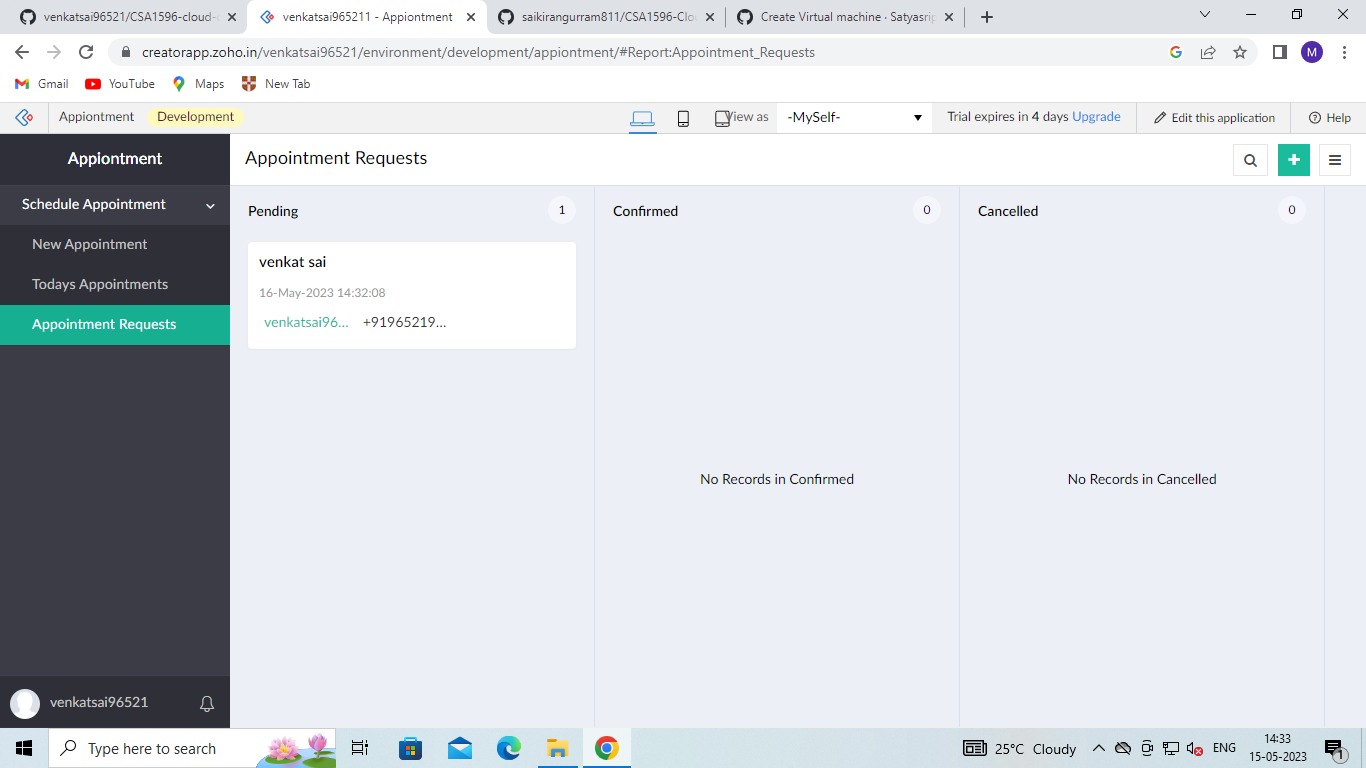 venkatsai96521/CSA1596-cloud-
venkatsai965211 - Appiontment
saikirangurram811/CSA1596-Clou
Create Virtual machine · Satyasrip
creatorapp.zoho.in/venkatsai96521/environment/development/appiontment/#Report:Appointment_Requests
M
Gmail
YouTube
Maps
New Tab
Appiontment
Development
View as
-MySelf-
Trial expires in 4 days Upgrade
Edit this application
Help
Appiontment
Schedule Appointment
New Appointment
Todays Appointments
Appointment Requests
venkatsai96521
Appointment Requests
Pending 1
venkat sai
16-May-2023 14:32:08
venkatsai96... +91965219...
Confirmed 0
No Records in Confirmed
Cancelled 0
No Records in Cancelled
Type here to search
25°C Cloudy
ENG
14:33
15-05-2023
1